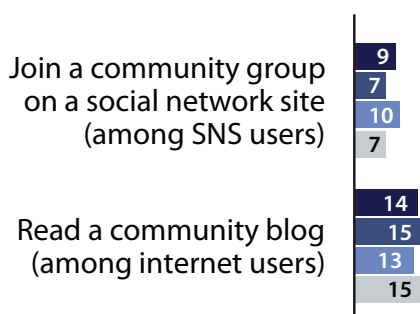 Join a community group
on a social network site
(among SNS users)
9
7
10
7
Read a community blog
(among internet users)
14
15
13
15